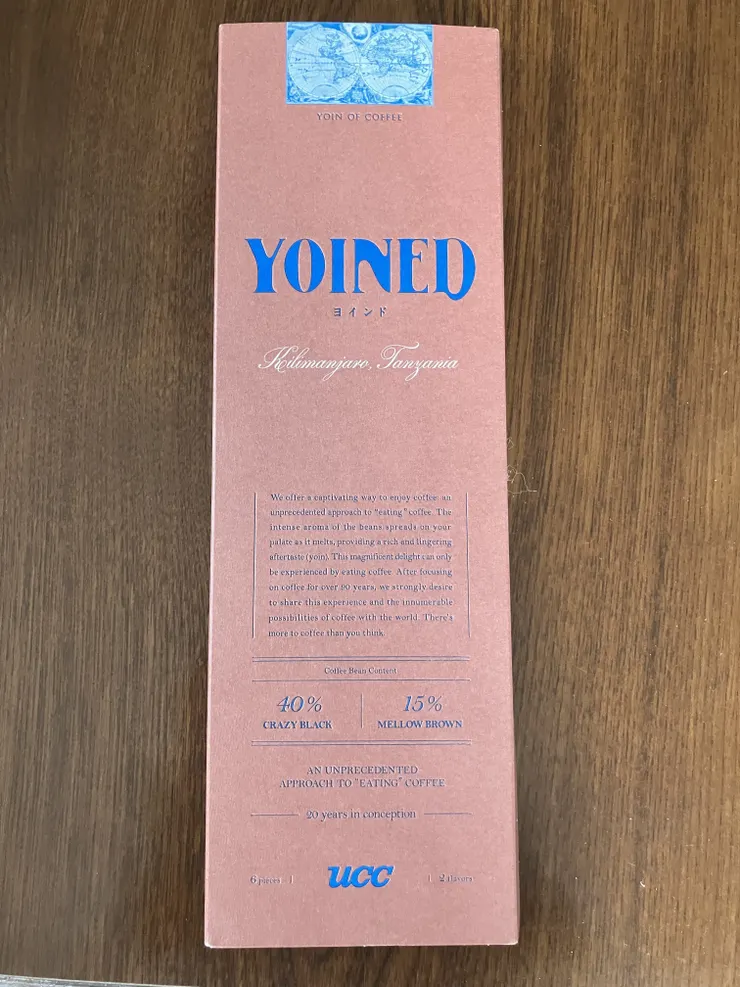 YOIN OF COFFEE
YOINED
ヨインド
Kilimanjaro, Tanzania
We offer a captivating way to enjoy coffee: an
unprecedented approach to "eating" coffee. The
intense aroma of the beans spreads on your
palate as it melts, providing a rich and lingering
aftertaste (yoin). This magnificent delight can only
be experienced by eating coffee. After focusing
on coffee for over 90 years, we strongly desire
to share this experience and the innumerable
possibilities of coffee with the world. There's
more to coffee than you think.
Coffee Bean Content
40% 15%
CRAZY BLACK MELLOW BROWN
AN UNPRECEDENTED
APPROACH TO "EATING" COFFEE
20 years in conception
6 pieces UCC 2 flavors